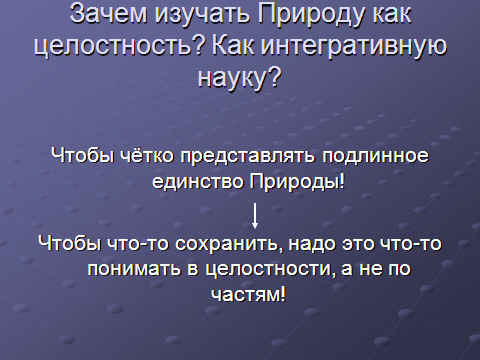 Зачем изучать Природу как
целостность? Как интегративную
науку?
Чтобы чётко представлять подлинное
единство Природы!
Чтобы что-то сохранить, надо это что-то
понимать в целостности, а не по
частям!